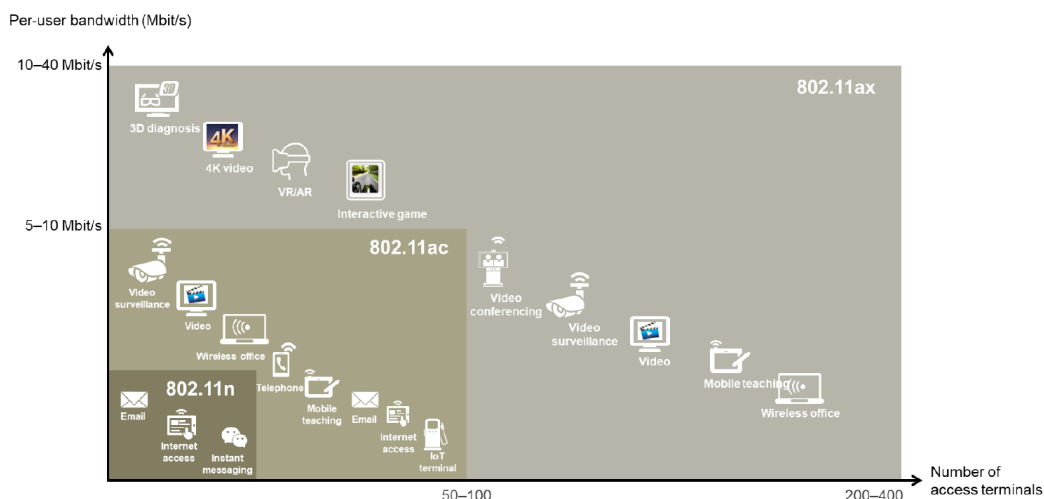 Per-user bandwidth (Mbit/s)
10–40 Mbit/s
802.11ax
3D
3D diagnosis
4K
4K video
VR/AR
Interactive game
5–10 Mbit/s
802.11ac
Video
surveillance
Video
Wireless office
Telephone
Mobile
teaching
Email
Internet
access
IoT
terminal
Video
conferencing
Video
surveillance
Video
Mobile teaching
Wireless office
802.11n
Email
Internet
access
Instant
messaging
50–100
200–400
Number of
access terminals